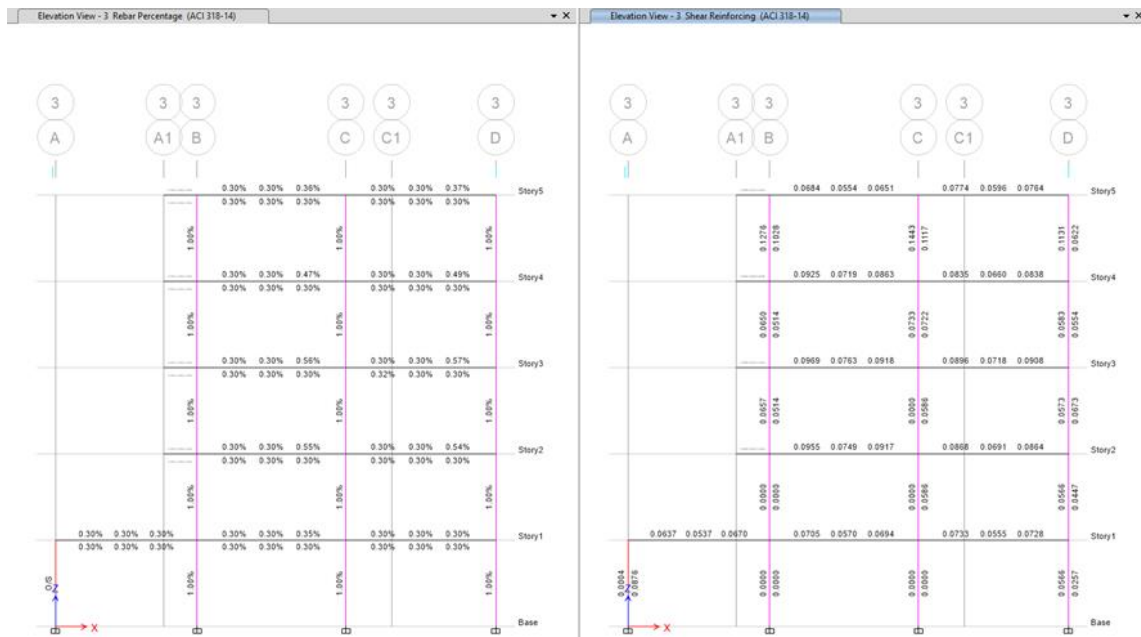 Elevation View - 3 Rebar Percentage (ACI 318-14)
3 3 3 3 3 3
A A1 B C C1 D
0.30% 0.30% 0.36% 0.30% 0.30% 0.37% Story5
0.30% 0.30% 0.30% 0.30% 0.30% 0.30%
1.00% 1.00% 1.00%
0.30% 0.30% 0.47% 0.30% 0.30% 0.49% Story4
0.30% 0.30% 0.30% 0.30% 0.30% 0.30%
1.00% 1.00% 1.00%
0.30% 0.30% 0.56% 0.30% 0.30% 0.57% Story3
0.30% 0.30% 0.30% 0.32% 0.30% 0.30%
1.00% 1.00% 1.00%
0.30% 0.30% 0.55% 0.30% 0.30% 0.54% Story2
0.30% 0.30% 0.30% 0.30% 0.30% 0.30%
1.00% 1.00% 1.00%
0.30% 0.30% 0.30% 0.30% 0.30% 0.35% 0.30% 0.30% 0.30% Story1
0.30% 0.30% 0.30% 0.30% 0.30% 0.30% 0.30% 0.30% 0.30%
O/S 1.00% 1.00% 1.00%
Z
X
Base
Elevation View - 3 Shear Reinforcing (ACI 318-14)
3 3 3 3 3 3
A A1 B C C1 D
0.0684 0.0554 0.0651 0.0774 0.0596 0.0764 Story5
0.1276 0.1028 0.1443 0.1117 0.1131 0.0622
0.0925 0.0719 0.0863 0.0835 0.0660 0.0838 Story4
0.0650 0.0514 0.0733 0.0722 0.0583 0.0554
0.0969 0.0763 0.0918 0.0896 0.0718 0.0908 Story3
0.0657 0.0514 0.0000 0.0586 0.0573 0.0673
0.0955 0.0749 0.0917 0.0868 0.0691 0.0864 Story2
0.0000 0.0000 0.0000 0.0586 0.0566 0.0447
0.0637 0.0537 0.0670 0.0705 0.0570 0.0694 0.0733 0.0555 0.0728 Story1
0.0004 0.0876 0.0000 0.0000 0.0000 0.0000 0.0566 0.0257
Z
X
Base